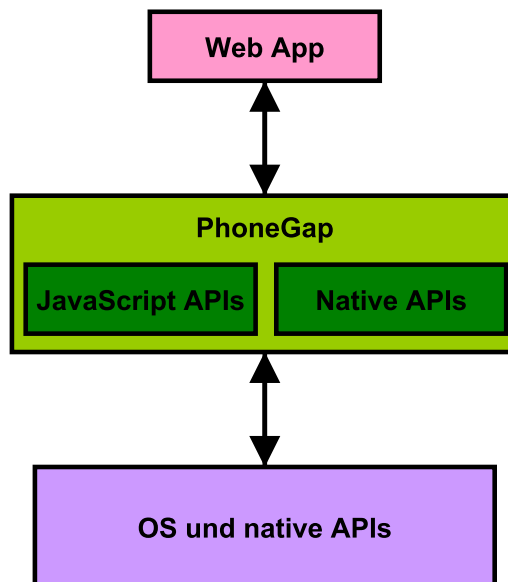 Web App
PhoneGap
JavaScript APIs
Native APIs
OS und native APIs